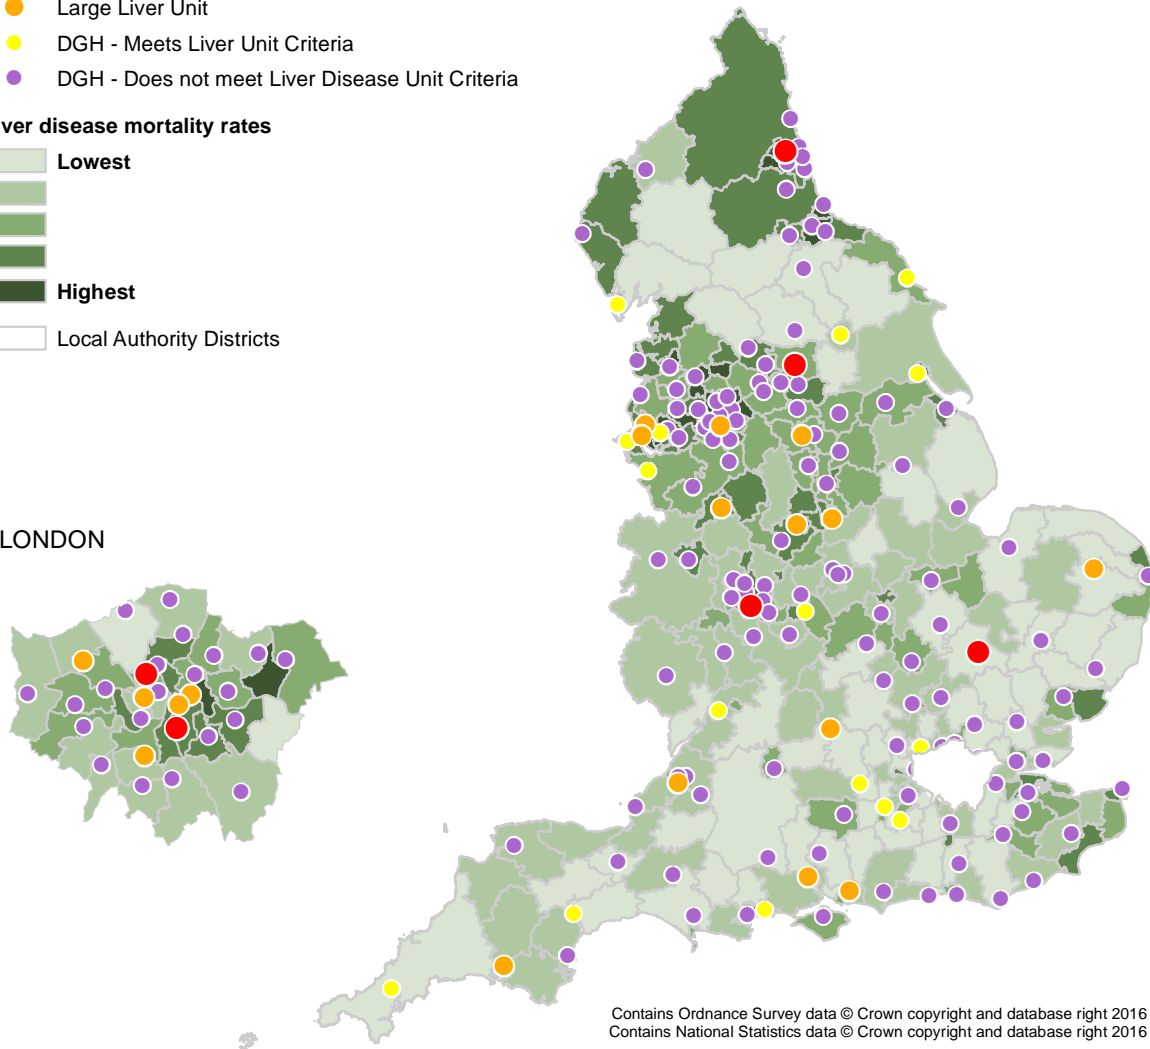 Large Liver Unit
DGH - Meets Liver Unit Criteria
DGH - Does not meet Liver Disease Unit Criteria
ver disease mortality rates
Lowest
Highest
Local Authority Districts
LONDON
Contains Ordnance Survey data © Crown copyright and database right 2016
Contains National Statistics data © Crown copyright and database right 2016